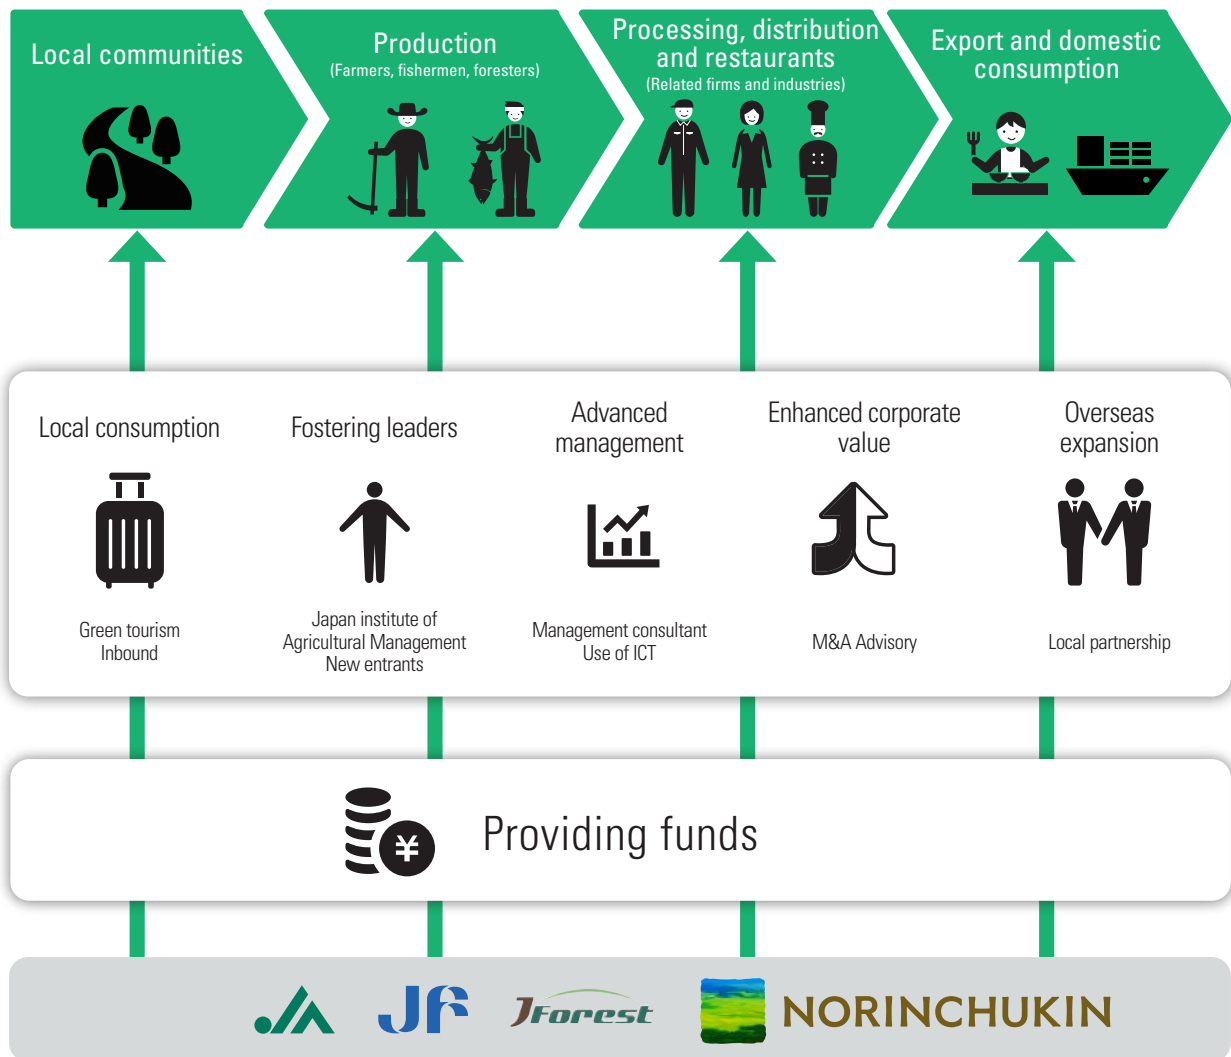 Local communities
Production
(Farmers, fishermen, foresters)
Processing, distribution
and restaurants
(Related firms and industries)
Export and domestic
consumption
Local consumption
Fostering leaders
Advanced
management
Enhanced corporate
value
Overseas
expansion
Green tourism
Inbound
Japan institute of
Agricultural Management
New entrants
Management consultant
Use of ICT
M&A Advisory
Local partnership
¥
Providing funds
JA
JF
JForest
NORINCHUKIN